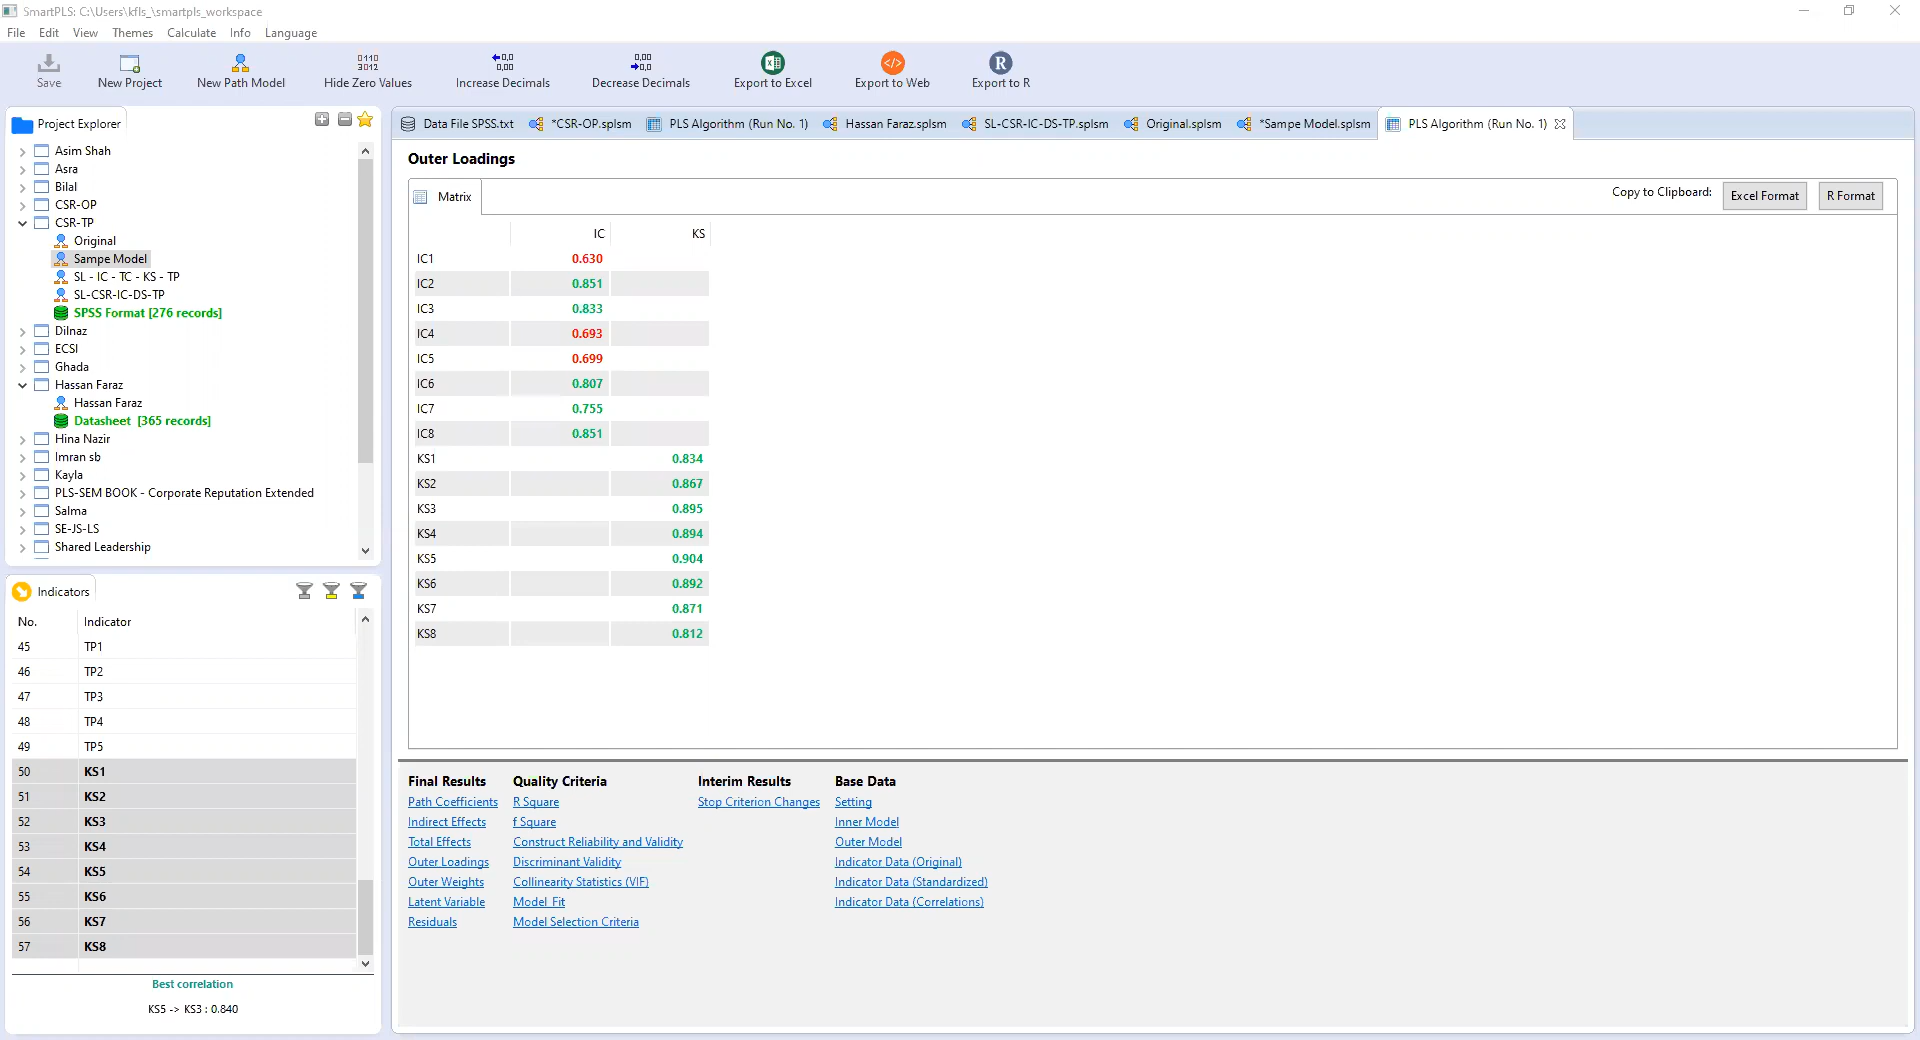 SmartPLS: C:\Users\kfls_\smartpls_workspace
File Edit View Themes Calculate Info Language
Save New Project New Path Model Hide Zero Values Increase Decimals Decrease Decimals Export to Excel Export to Web Export to R
Project Explorer
Asim Shah
Asra
Bilal
CSR-OP
CSR-TP
Original
Sampe Model
SL - IC - TC - KS - TP
SL-CSR-IC-DS-TP
SPSS Format [276 records]
Dilnaz
ECSI
Ghada
Hassan Faraz
Hassan Faraz
Datasheet [365 records]
Hina Nazir
Imran sb
Kayla
PLS-SEM BOOK - Corporate Reputation Extended
Salma
SE-JS-LS
Shared Leadership
Indicators
No. Indicator
45 TP1
46 TP2
47 TP3
48 TP4
49 TP5
50 KS1
51 KS2
52 KS3
53 KS4
54 KS5
55 KS6
56 KS7
57 KS8
Best correlation
KS5 -> KS3 : 0.840
Data File SPSS.txt *CSR-OP.splsm PLS Algorithm (Run No. 1) Hassan Faraz.splsm SL-CSR-IC-DS-TP.splsm Original.splsm *Sampe Model.splsm PLS Algorithm (Run No. 1)
Outer Loadings
Matrix
Copy to Clipboard: Excel Format R Format
IC KS
IC1 0.630
IC2 0.851
IC3 0.833
IC4 0.693
IC5 0.699
IC6 0.807
IC7 0.755
IC8 0.851
KS1 0.834
KS2 0.867
KS3 0.895
KS4 0.894
KS5 0.904
KS6 0.892
KS7 0.871
KS8 0.812
Final Results
Path Coefficients
Indirect Effects
Total Effects
Outer Loadings
Outer Weights
Latent Variable
Residuals
Quality Criteria
R Square
f Square
Construct Reliability and Validity
Discriminant Validity
Collinearity Statistics (VIF)
Model_Fit
Model Selection Criteria
Interim Results
Stop Criterion Changes
Base Data
Setting
Inner Model
Outer Model
Indicator Data (Original)
Indicator Data (Standardized)
Indicator Data (Correlations)